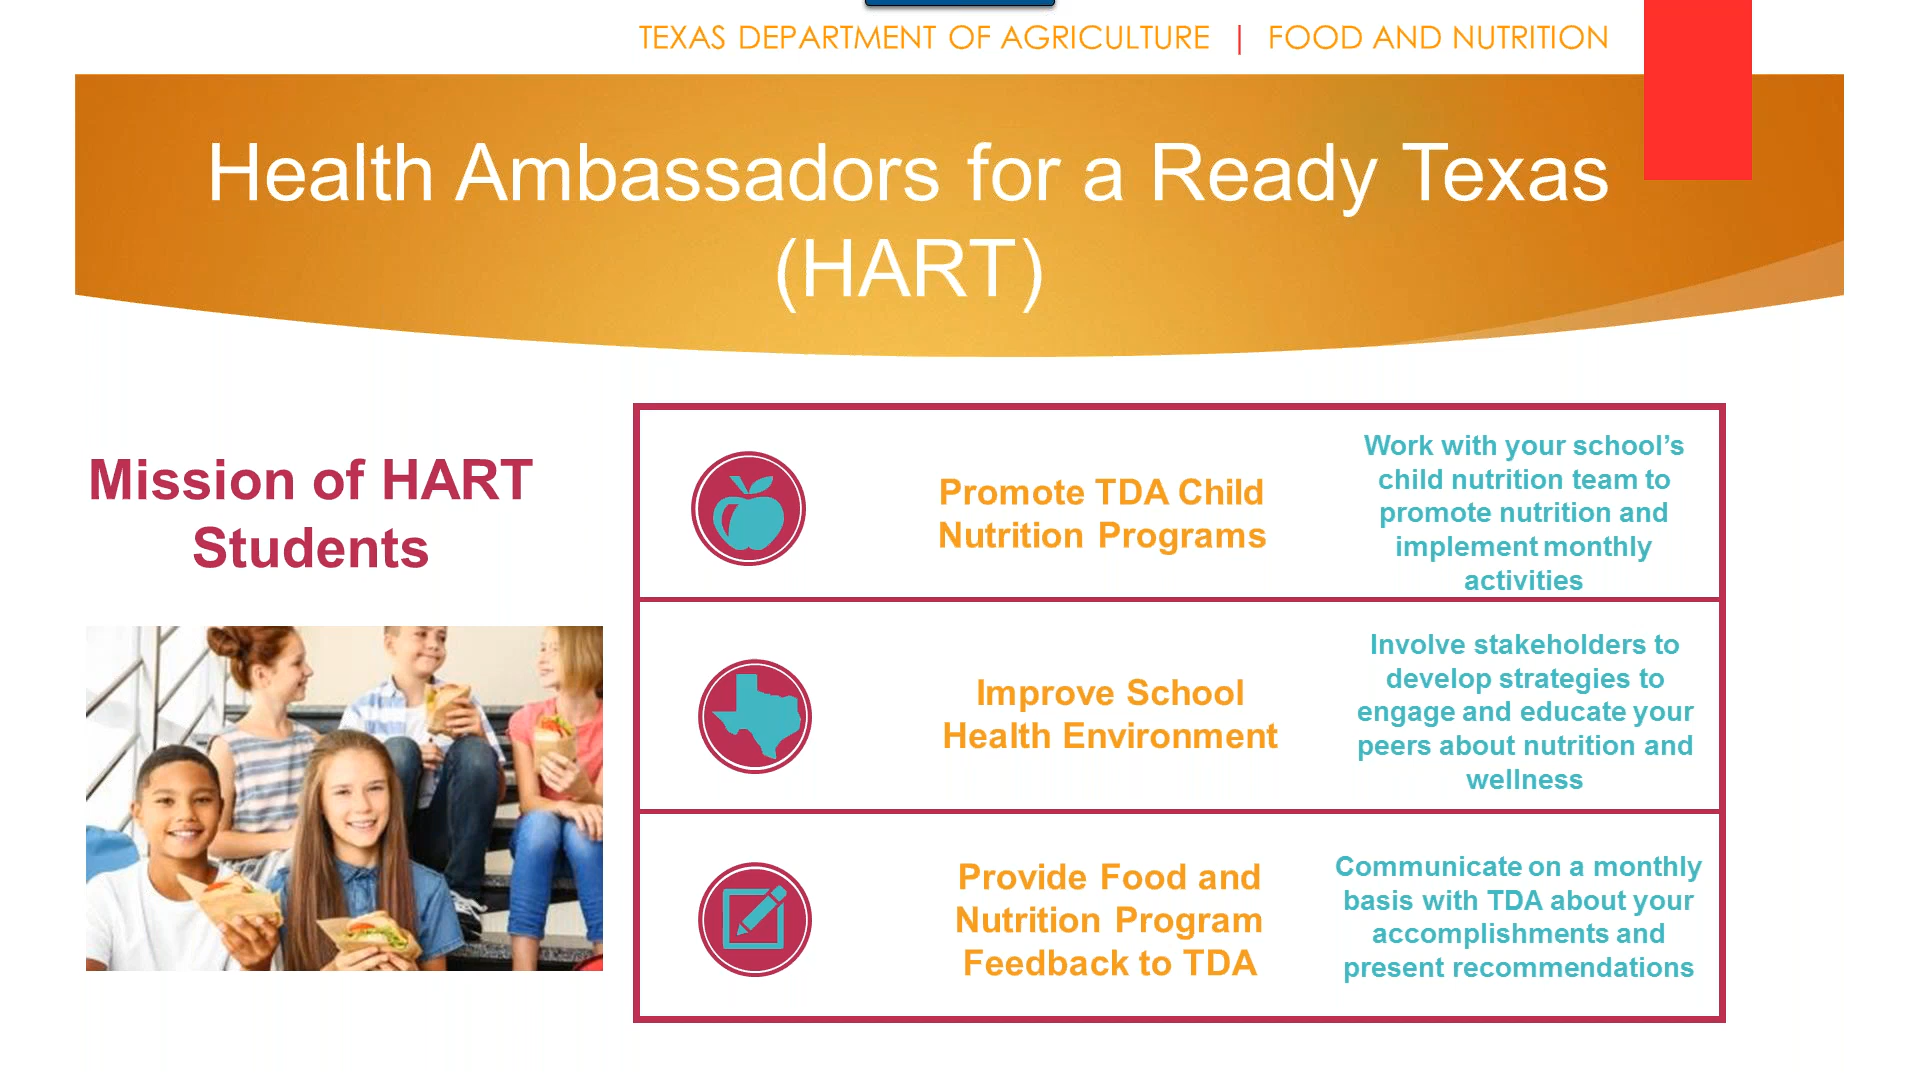 TEXAS DEPARTMENT OF AGRICULTURE | FOOD AND NUTRITION
Health Ambassadors for a Ready Texas
(HART)
Mission of HART
Students
Promote TDA Child
Nutrition Programs
Work with your school’s
child nutrition team to
promote nutrition and
implement monthly
activities
Improve School
Health Environment
Involve stakeholders to
develop strategies to
engage and educate your
peers about nutrition and
wellness
Provide Food and
Nutrition Program
Feedback to TDA
Communicate on a monthly
basis with TDA about your
accomplishments and
present recommendations